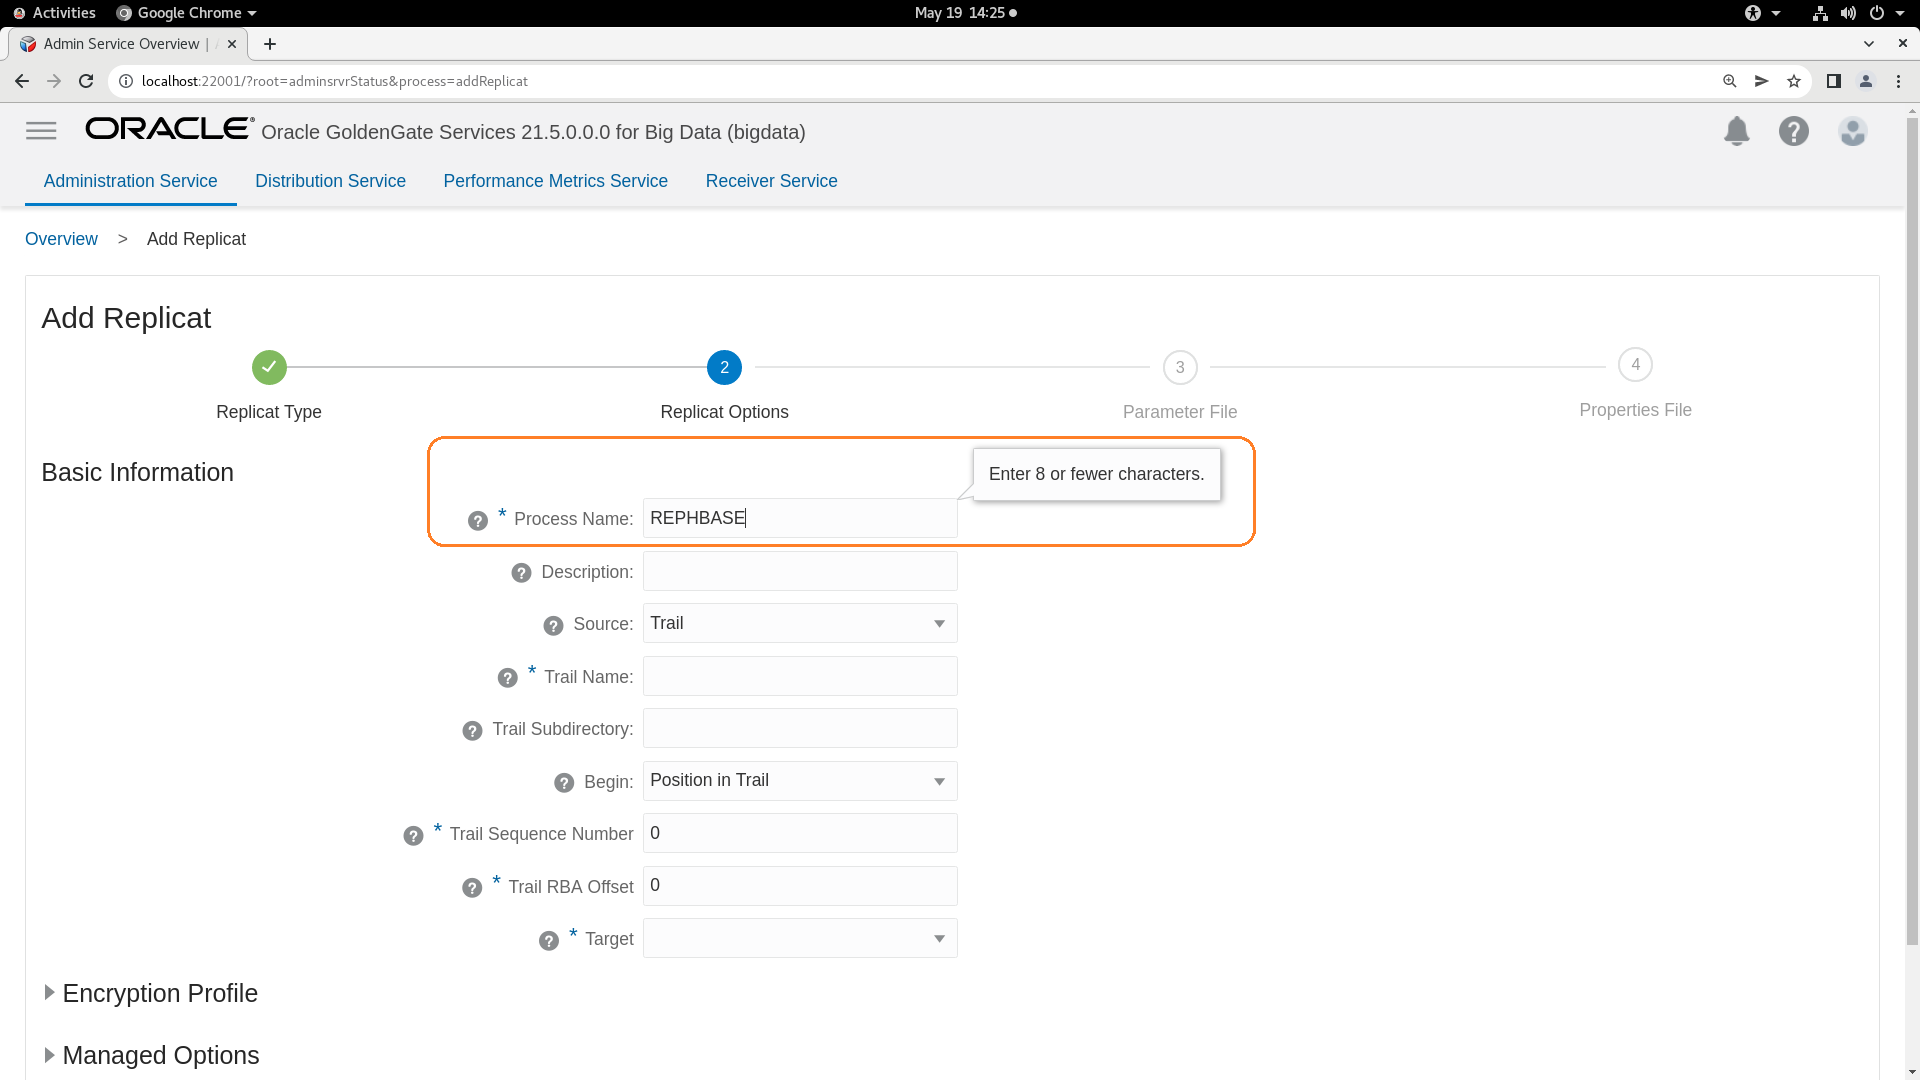 Activities Google Chrome May 19 14:25
Admin Service Overview |
localhost:22001/?root=adminsrvrStatus&process=addReplicat
ORACLE® Oracle GoldenGate Services 21.5.0.0.0 for Big Data (bigdata)
Administration Service Distribution Service Performance Metrics Service Receiver Service
Overview > Add Replicat
Add Replicat
2 3 4
Replicat Type Replicat Options Parameter File Properties File
Basic Information
Enter 8 or fewer characters.
? * Process Name: REPHBASE
? Description:
? Source: Trail
? * Trail Name:
? Trail Subdirectory:
? Begin: Position in Trail
? * Trail Sequence Number 0
? * Trail RBA Offset 0
? * Target
Encryption Profile
Managed Options